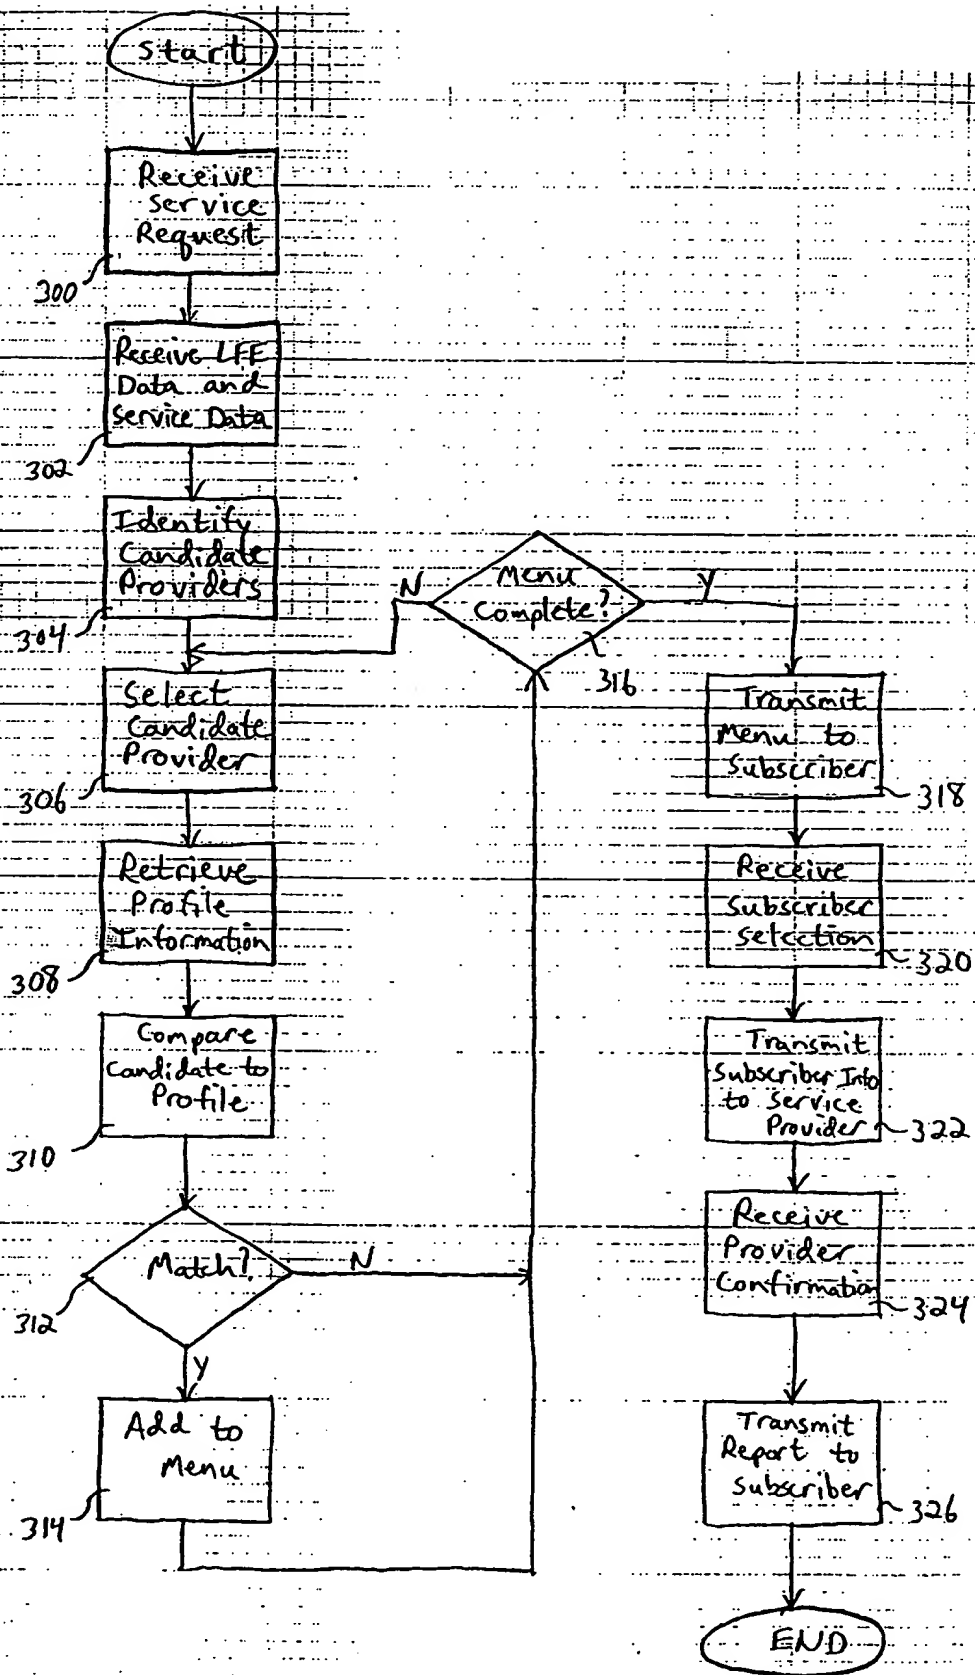 Start
Receive
Service
Request
300
Receive LFE
Data and
Service Data
302
Identify
Candidate
Providers
304
Select
Candidate
Provider
306
Retrieve
Profile
Information
308
Compare
Candidate to
Profile
310
Match?
N
312
Y
Add to
Menu
314
Menu
Complete?
N
Y
316
Transmit
Menu to
Subscriber
318
Receive
Subscriber
Selection
320
Transmit
Subscriber Info
to Service
Provider
322
Receive
Provider
Confirmation
324
Transmit
Report to
Subscriber
326
END